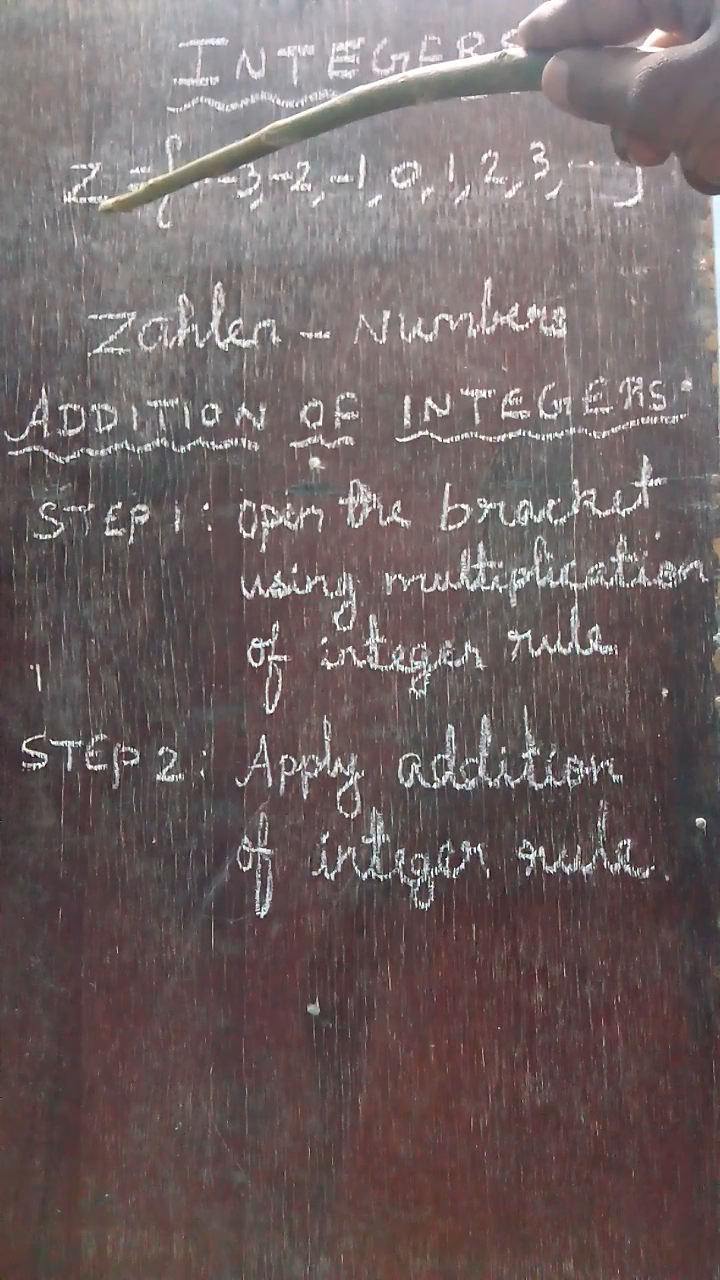 INTEGERS
Z = { -3, -2, -1, 0, 1, 2, 3, - }
Zahlen - Numbers
ADDITION OF INTEGERS
STEP 1: open the bracket
using multiplication
of integer rule
STEP 2: Apply addition
of integer rule